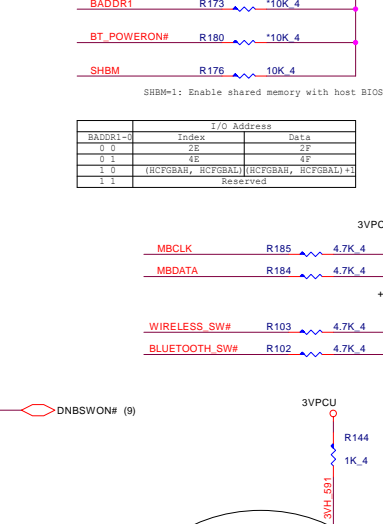 BADDR1 R173 *10K_4
BT_POWERON# R180 *10K_4
SHBM R176 10K_4
SHBM=1: Enable shared memory with host BIOS
I/O Address
BADDR1-0 Index Data
0 0 2E 2F
0 1 4E 4F
1 0 (HCFGBAH, HCFGBAL) (HCFGBAH, HCFGBAL)+1
1 1 Reserved
3VPC
MBCLK R185 4.7K_4
MBDATA R184 4.7K_4
+
WIRELESS_SW# R103 4.7K_4
BLUETOOTH_SW# R102 4.7K_4
DNBSWON# (9)
3VPCU
R144
1K_4
3VH_591